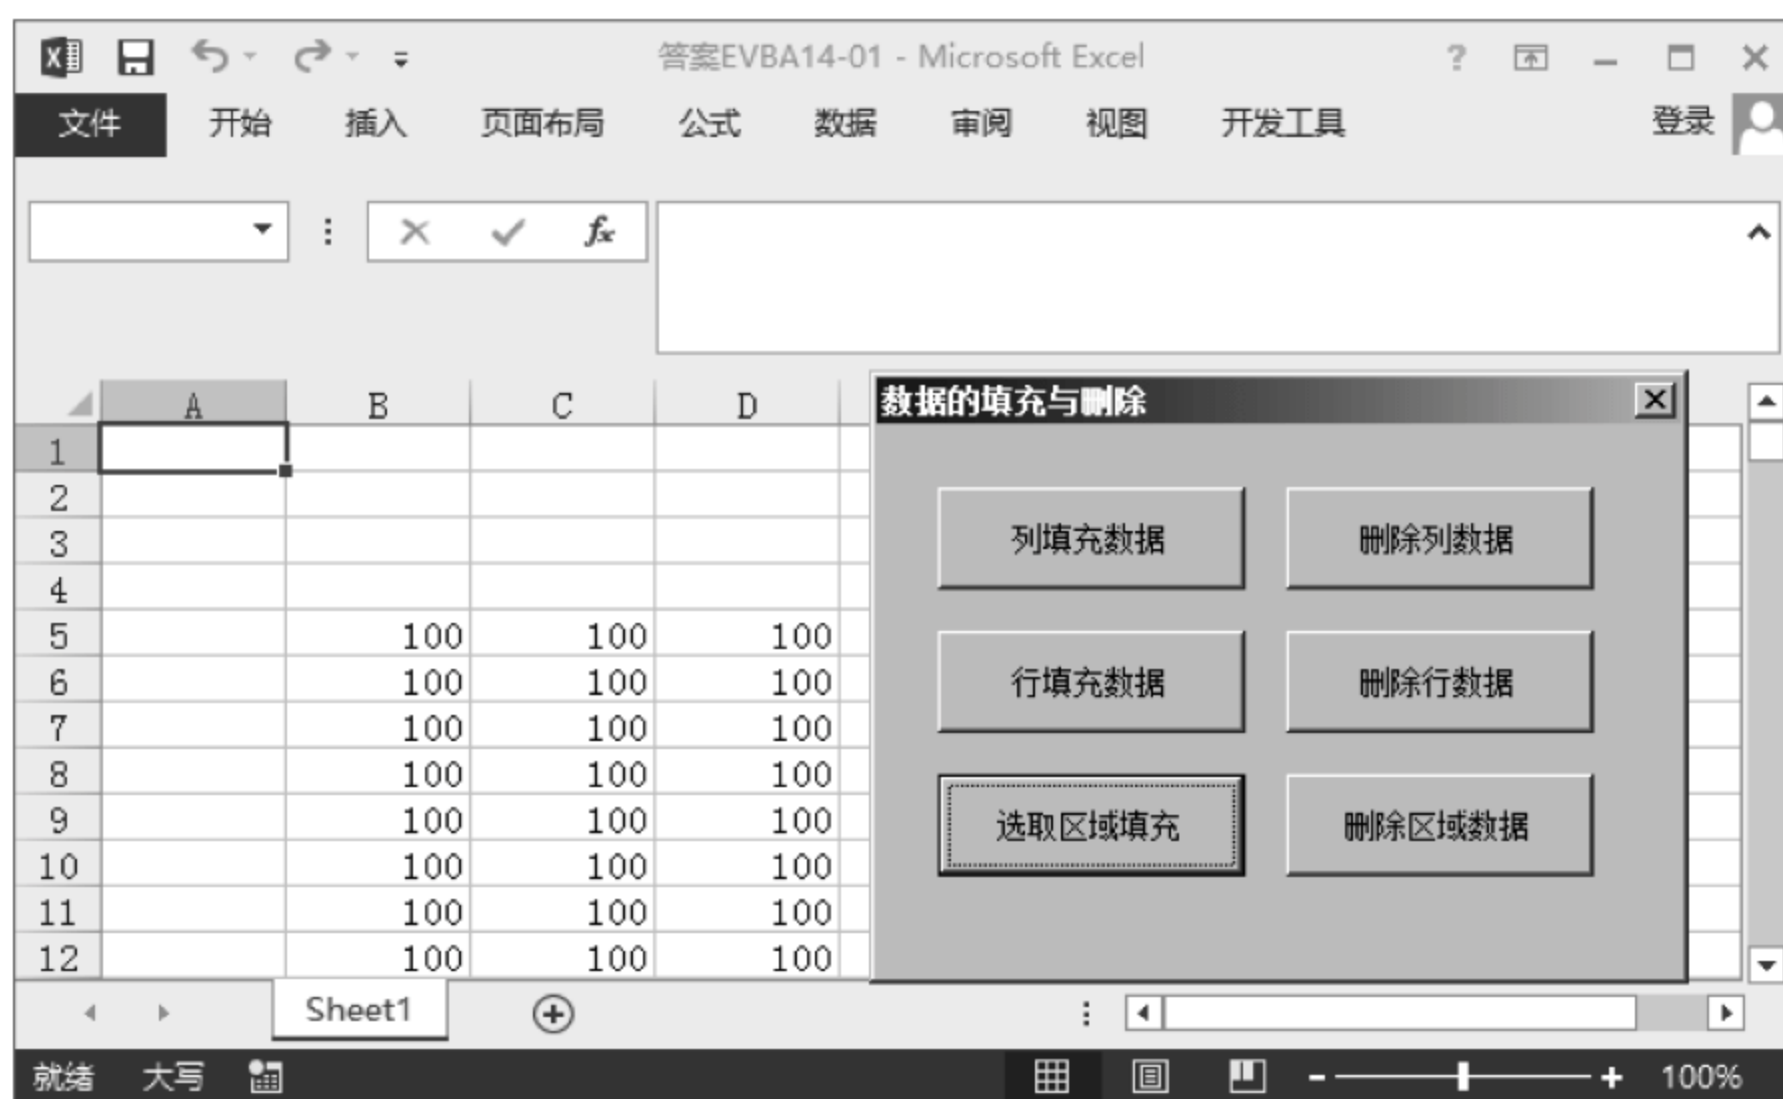 答案EVBA14-01 - Microsoft Excel
文件 开始 插入 页面布局 公式 数据 审阅 视图 开发工具 登录
fx
A B C D
数据的填充与删除
1
2
3
4
5 100 100 100
6 100 100 100
7 100 100 100
8 100 100 100
9 100 100 100
10 100 100 100
11 100 100 100
12 100 100 100
列填充数据 删除列数据
行填充数据 删除行数据
选取区域填充 删除区域数据
Sheet1
就绪 大写 100%